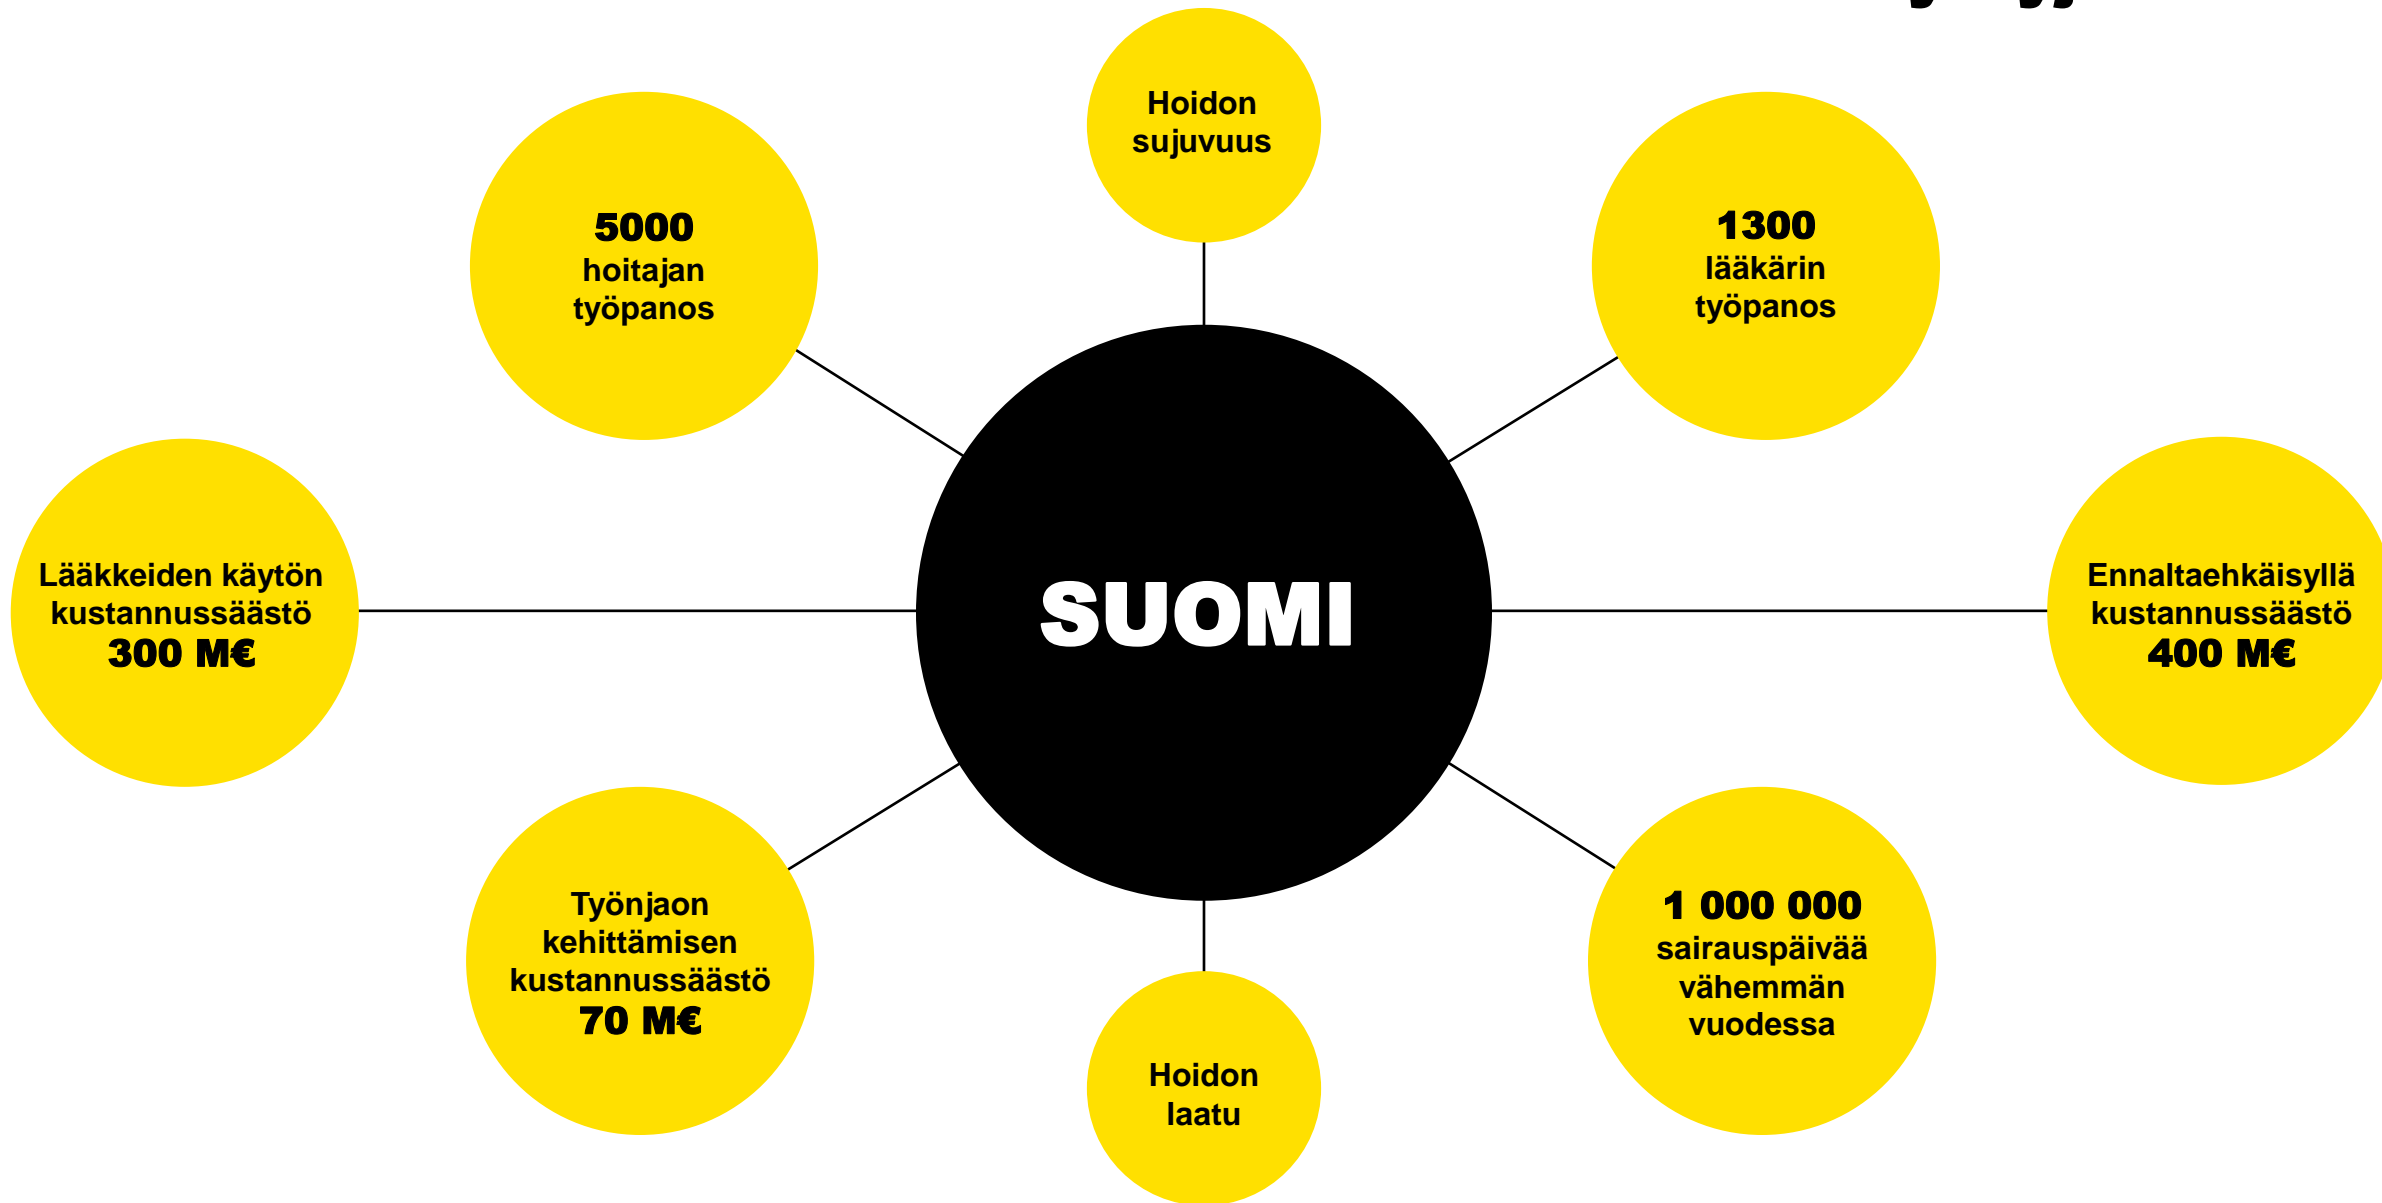 Hoidon
sujuvuus
5000
hoitajan
työpanos
1300
lääkärin
työpanos
Lääkkeiden käytön
kustannussäästö
300 M€
SUOMI
Ennaltaehkäisyllä
kustannussäästö
400 M€
Työnjaon
kehittämisen
kustannussäästö
70 M€
1 000 000
sairauspäivää
vähemmän
vuodessa
Hoidon
laatu